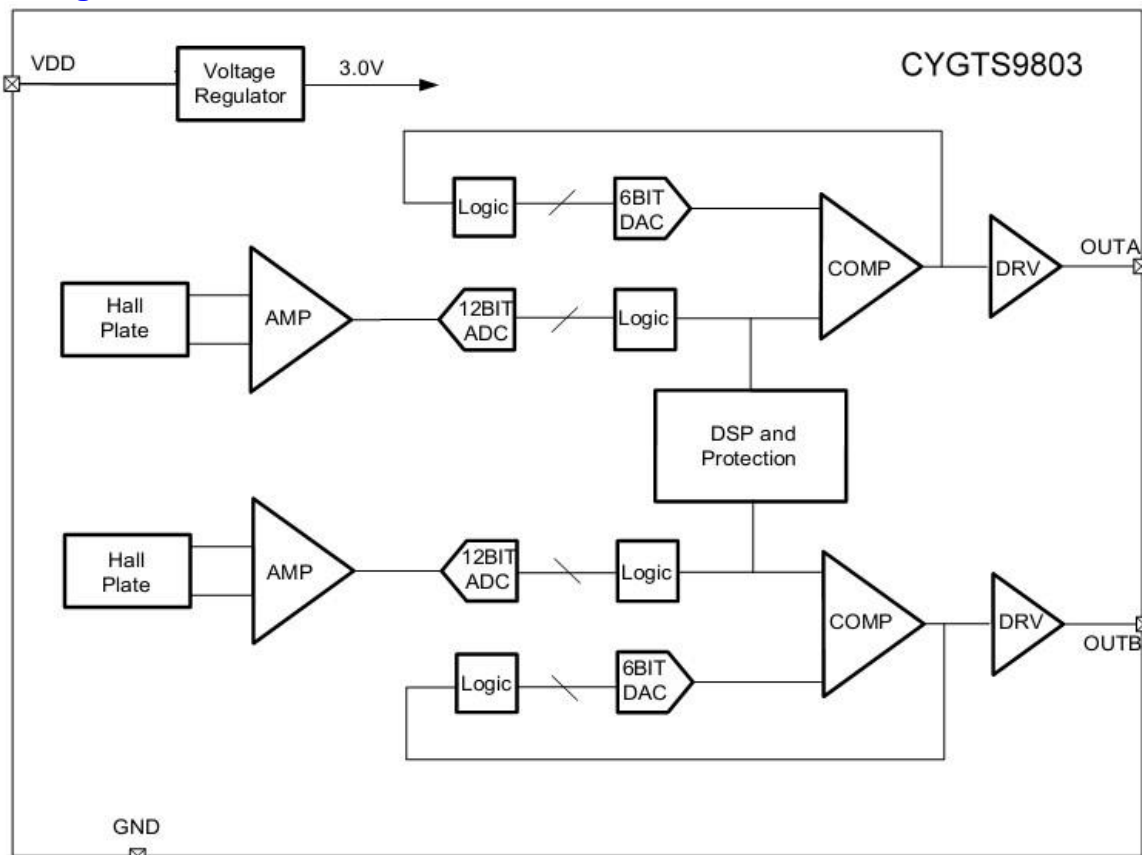 VDD
Voltage
Regulator
3.0V
CYGTS9803
Logic
6BIT
DAC
COMP
DRV
OUTA
Hall
Plate
AMP
12BIT
ADC
Logic
DSP and
Protection
Hall
Plate
AMP
12BIT
ADC
Logic
COMP
DRV
OUTB
Logic
6BIT
DAC
GND